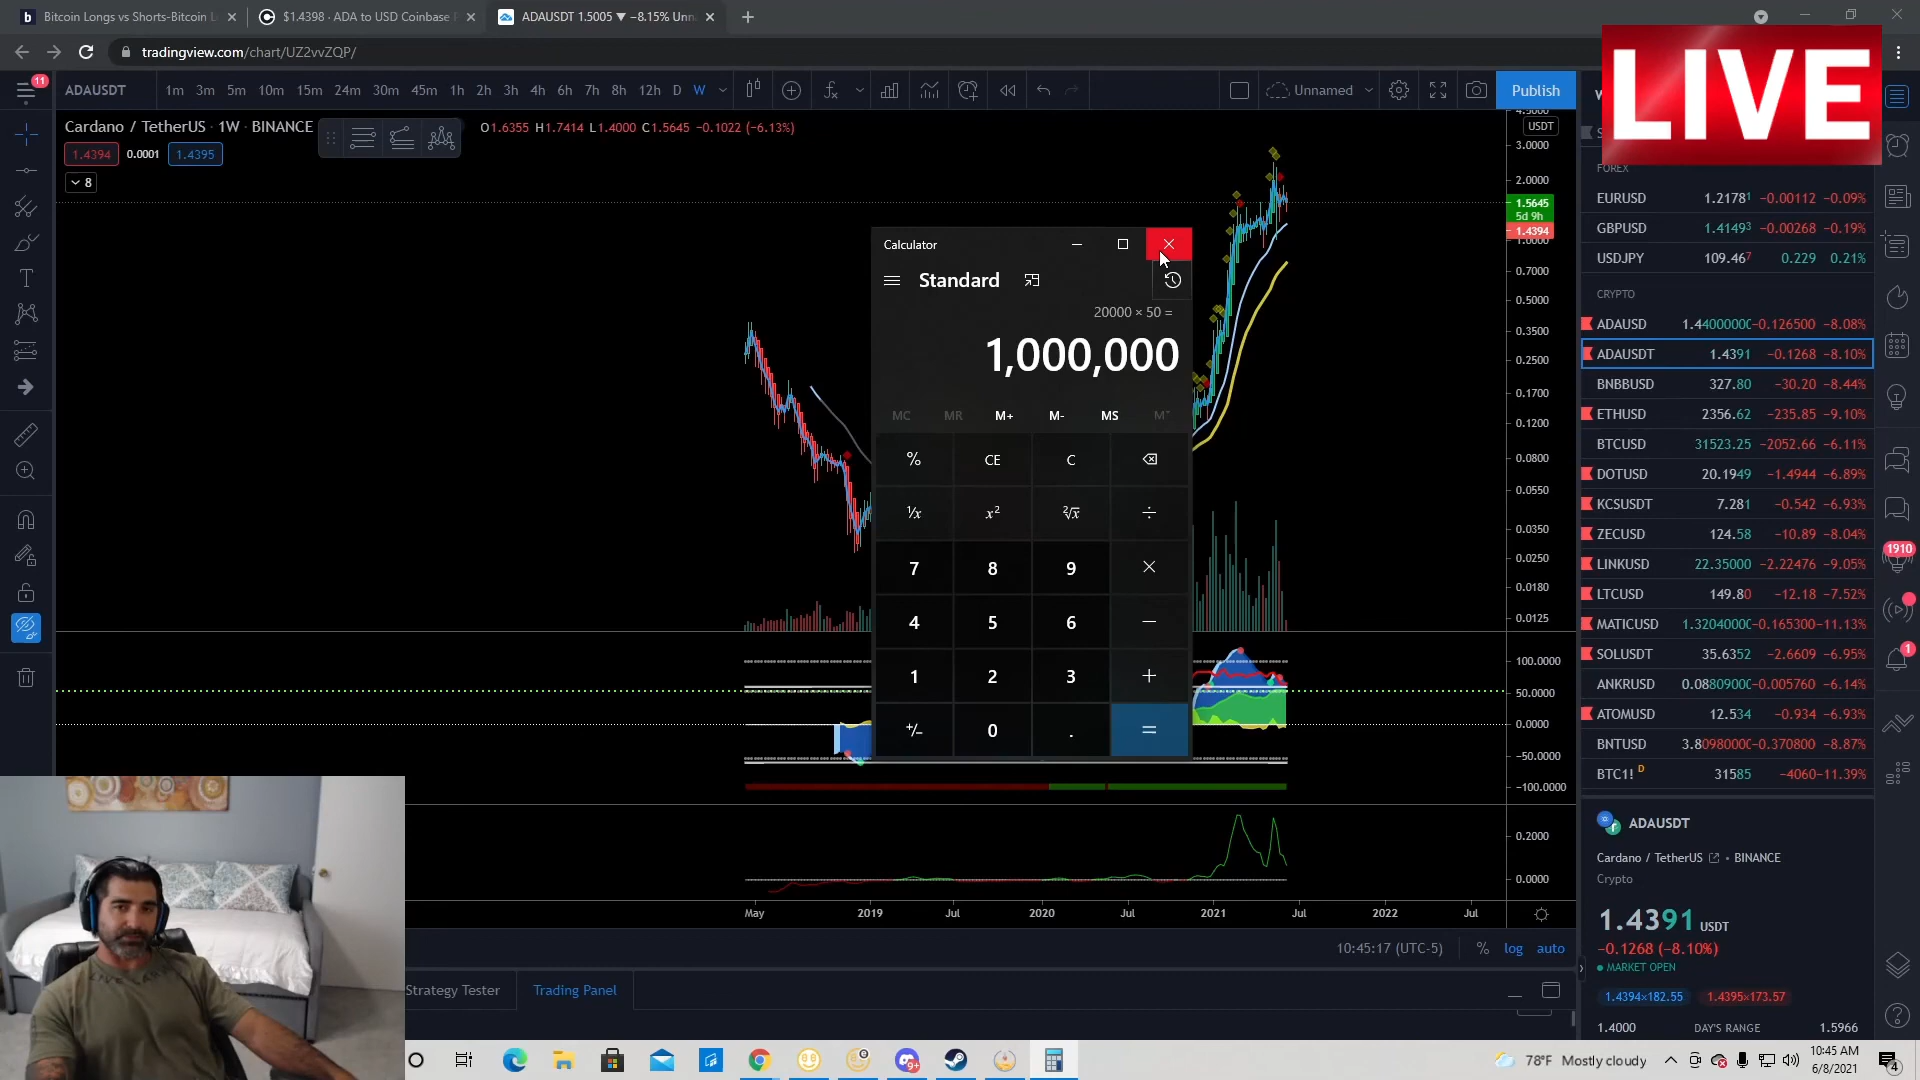 Bitcoin Longs vs Shorts-Bitcoin L
$1.4398 · ADA to USD Coinbase P
ADAUSDT 1.5005 ▼ −8.15% Unn
tradingview.com/chart/UZ2vvZQP/
LIVE
11
ADAUSDT 1m 3m 5m 10m 15m 24m 30m 45m 1h 2h 3h 4h 6h 7h 8h 12h D W
Unnamed
Publish
Cardano / TetherUS · 1W · BINANCE
O1.6355 H1.7414 L1.4000 C1.5645 −0.1022 (−6.13%)
1.4394 0.0001 1.4395
8
USDT
3.0000
2.0000
1.5645
5d 9h
1.4394
1.0000
0.7000
0.5000
0.3500
0.2500
0.1700
0.1200
0.0800
0.0550
0.0350
0.0250
0.0180
0.0125
100.0000
50.0000
0.0000
−50.0000
−100.0000
0.2000
0.0000
Calculator
Standard
20000 × 50 =
1,000,000
MC MR M+ M- MS M˅
% CE C
¹/x x² ²√x ÷
7 8 9 ×
4 5 6 −
1 2 3 +
+/− 0 . =
May 2019 Jul 2020 Jul 2021 Jul 2022 Jul
10:45:17 (UTC-5) % log auto
Strategy Tester Trading Panel
FOREX
EURUSD 1.21781 −0.00112 −0.09%
GBPUSD 1.41493 −0.00268 −0.19%
USDJPY 109.467 0.229 0.21%
CRYPTO
ADAUSD 1.4400000 −0.126500 −8.08%
ADAUSDT 1.4391 −0.1268 −8.10%
BNBBUSD 327.80 −30.20 −8.44%
ETHUSD 2356.62 −235.85 −9.10%
BTCUSD 31523.25 −2052.66 −6.11%
DOTUSD 20.1949 −1.4944 −6.89%
KCSUSDT 7.281 −0.542 −6.93%
ZECUSD 124.58 −10.89 −8.04%
LINKUSD 22.35000 −2.22476 −9.05%
LTCUSD 149.80 −12.18 −7.52%
MATICUSD 1.3204000 −0.165300 −11.13%
SOLUSDT 35.6352 −2.6609 −6.95%
ANKRUSD 0.0880900 −0.005760 −6.14%
ATOMUSD 12.534 −0.934 −6.93%
BNTUSD 3.8098000 −0.370800 −8.87%
BTC1! D 31585 −4060 −11.39%
1910
1
ADAUSDT
Cardano / TetherUS • BINANCE
Crypto
1.4391 USDT
−0.1268 (−8.10%)
MARKET OPEN
1.4394×182.55 1.4395×173.57
1.4000 DAY'S RANGE 1.5966
9+
78°F Mostly cloudy
10:45 AM
6/8/2021
4